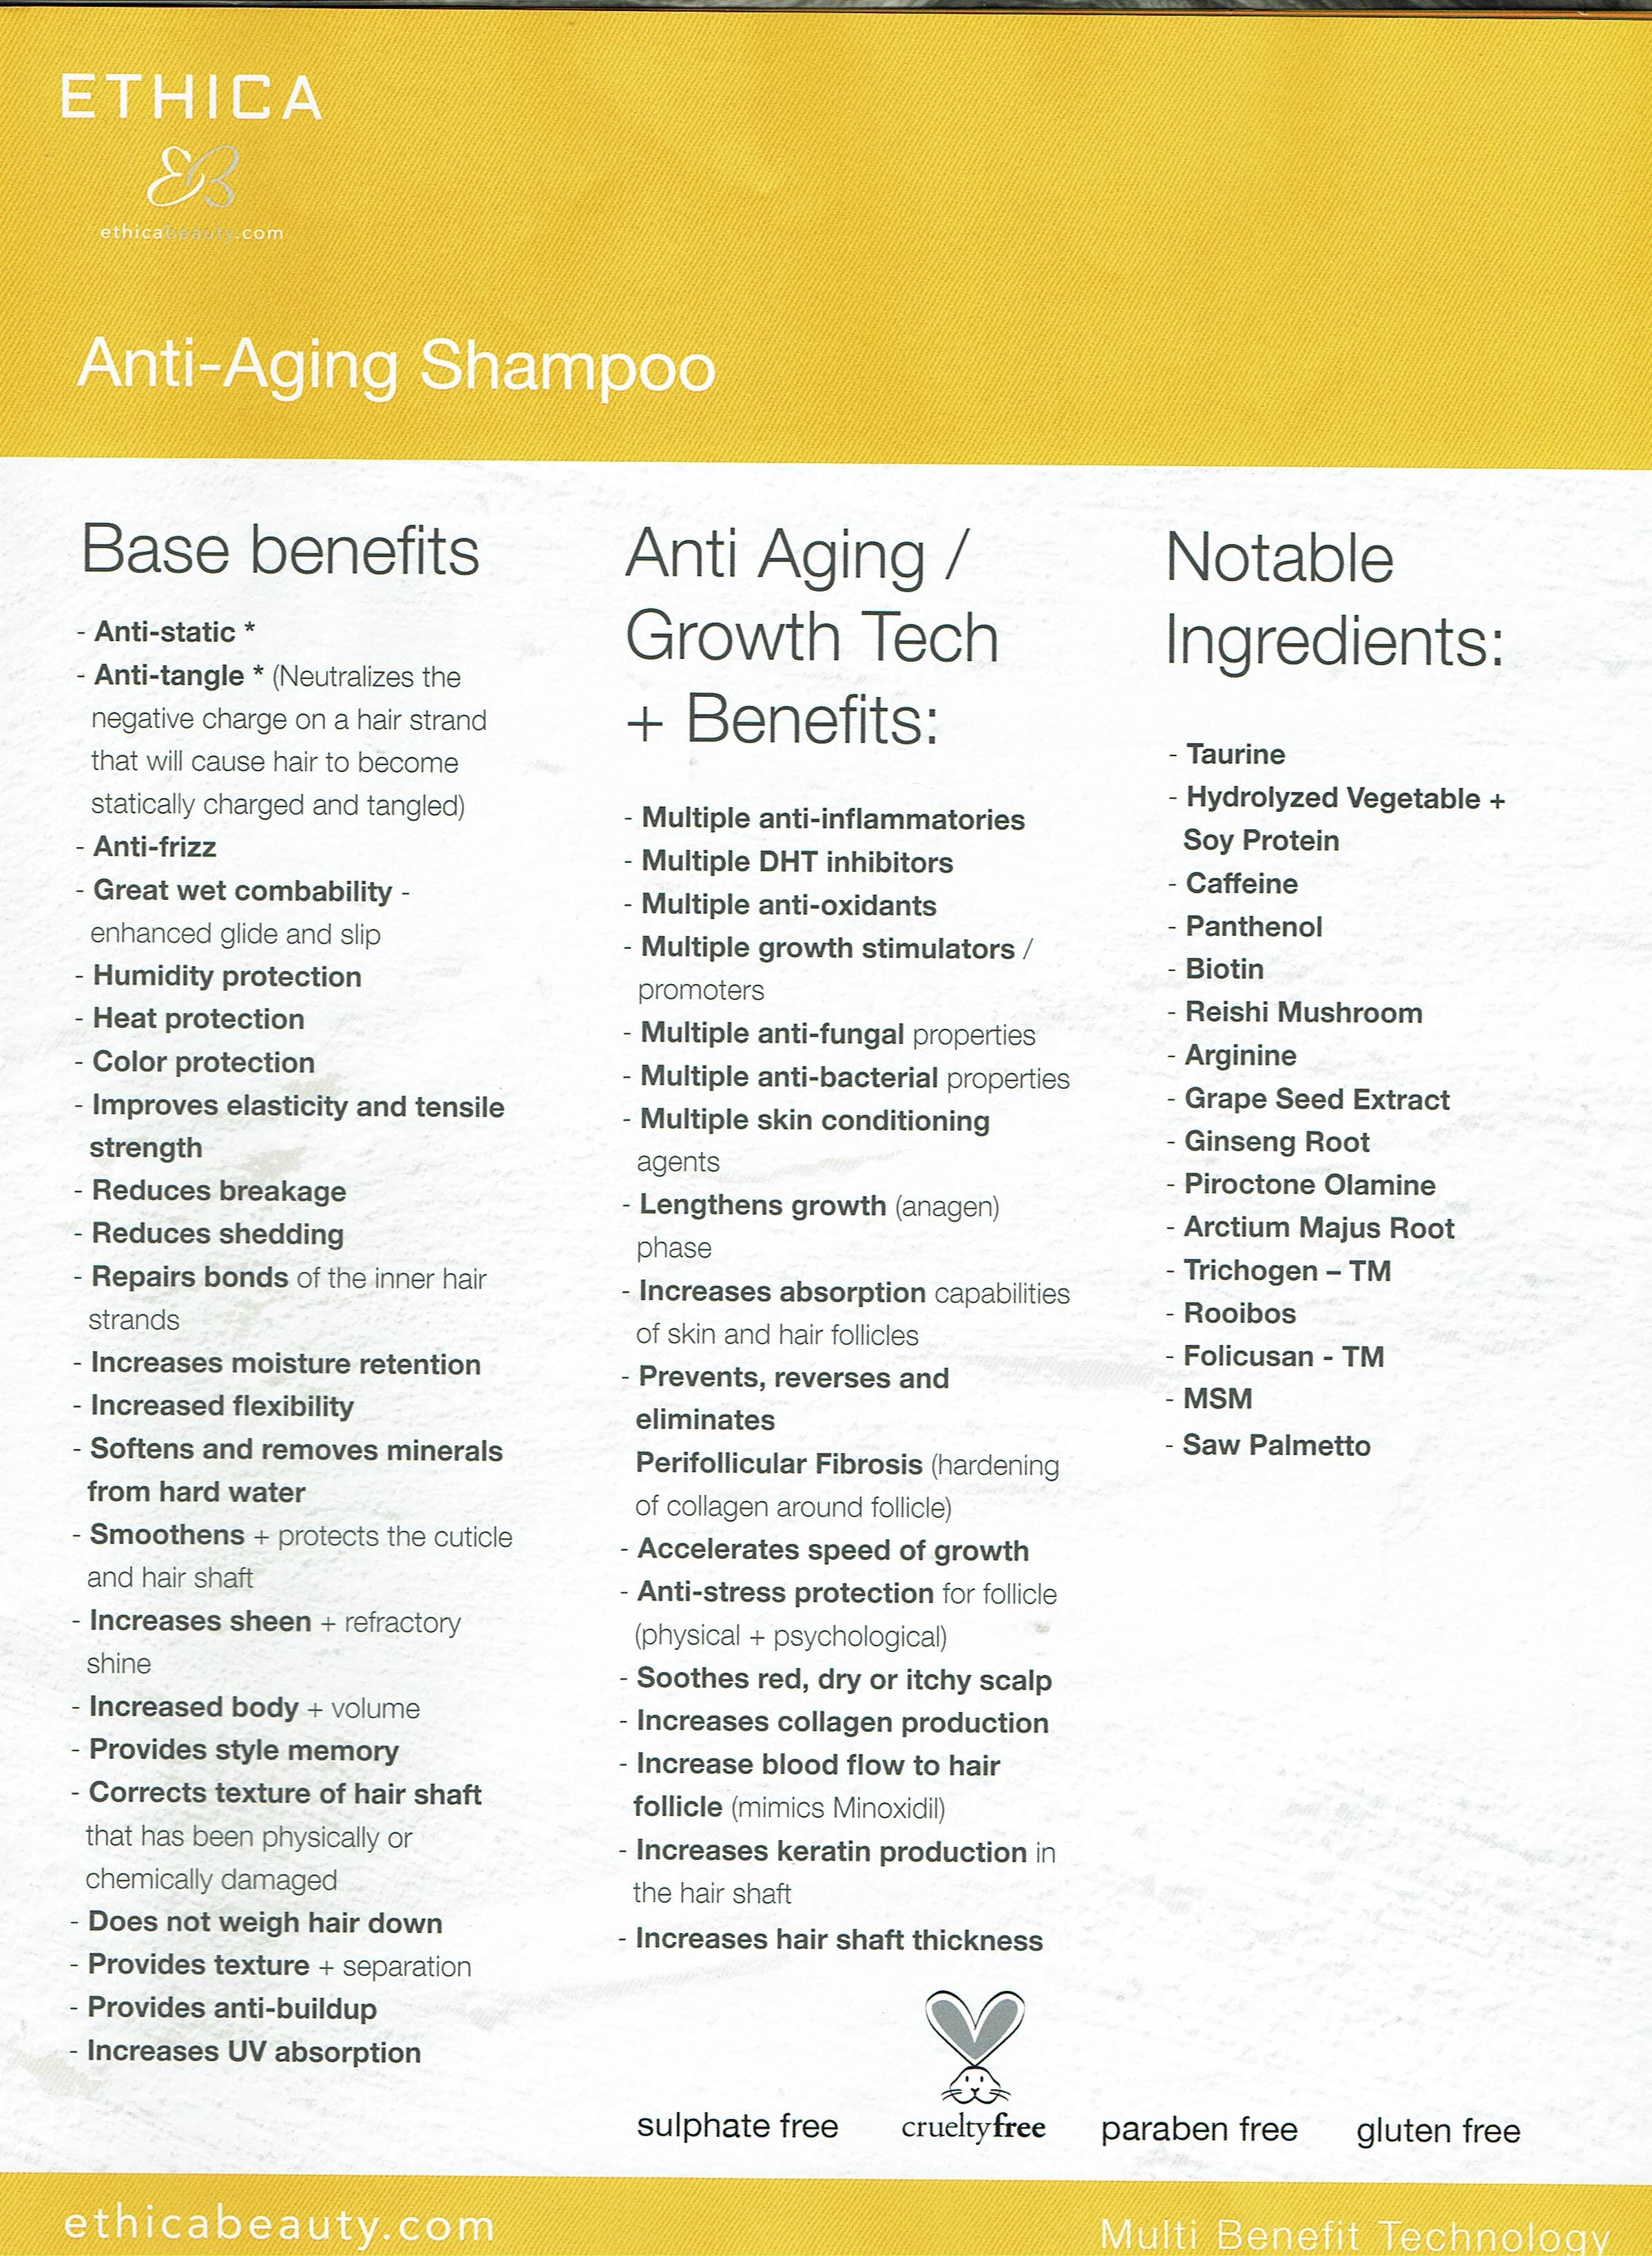 ETHICA
ethicabeauty.com
Anti-Aging Shampoo
Base benefits
- Anti-static *
- Anti-tangle * (Neutralizes the
negative charge on a hair strand
that will cause hair to become
statically charged and tangled)
- Anti-frizz
- Great wet combability -
enhanced glide and slip
- Humidity protection
- Heat protection
- Color protection
- Improves elasticity and tensile
strength
- Reduces breakage
- Reduces shedding
- Repairs bonds of the inner hair
strands
- Increases moisture retention
- Increased flexibility
- Softens and removes minerals
from hard water
- Smoothens + protects the cuticle
and hair shaft
- Increases sheen + refractory
shine
- Increased body + volume
- Provides style memory
- Corrects texture of hair shaft
that has been physically or
chemically damaged
- Does not weigh hair down
- Provides texture + separation
- Provides anti-buildup
- Increases UV absorption
Anti Aging /
Growth Tech
+ Benefits:
- Multiple anti-inflammatories
- Multiple DHT inhibitors
- Multiple anti-oxidants
- Multiple growth stimulators /
promoters
- Multiple anti-fungal properties
- Multiple anti-bacterial properties
- Multiple skin conditioning
agents
- Lengthens growth (anagen)
phase
- Increases absorption capabilities
of skin and hair follicles
- Prevents, reverses and
eliminates
Perifollicular Fibrosis (hardening
of collagen around follicle)
- Accelerates speed of growth
- Anti-stress protection for follicle
(physical + psychological)
- Soothes red, dry or itchy scalp
- Increases collagen production
- Increase blood flow to hair
follicle (mimics Minoxidil)
- Increases keratin production in
the hair shaft
- Increases hair shaft thickness
Notable
Ingredients:
- Taurine
- Hydrolyzed Vegetable +
Soy Protein
- Caffeine
- Panthenol
- Biotin
- Reishi Mushroom
- Arginine
- Grape Seed Extract
- Ginseng Root
- Piroctone Olamine
- Arctium Majus Root
- Trichogen – TM
- Rooibos
- Folicusan - TM
- MSM
- Saw Palmetto
sulphate free
crueltyfree
paraben free
gluten free
ethicabeauty.com
Multi Benefit Technology